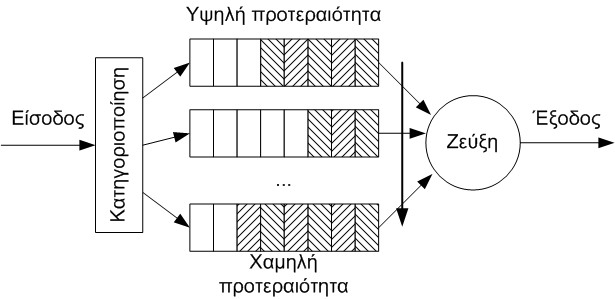 Υψηλή προτεραιότητα
Είσοδος
Κατηγοριοποίηση
Ζεύξη
Έξοδος
...
Χαμηλή
προτεραιότητα